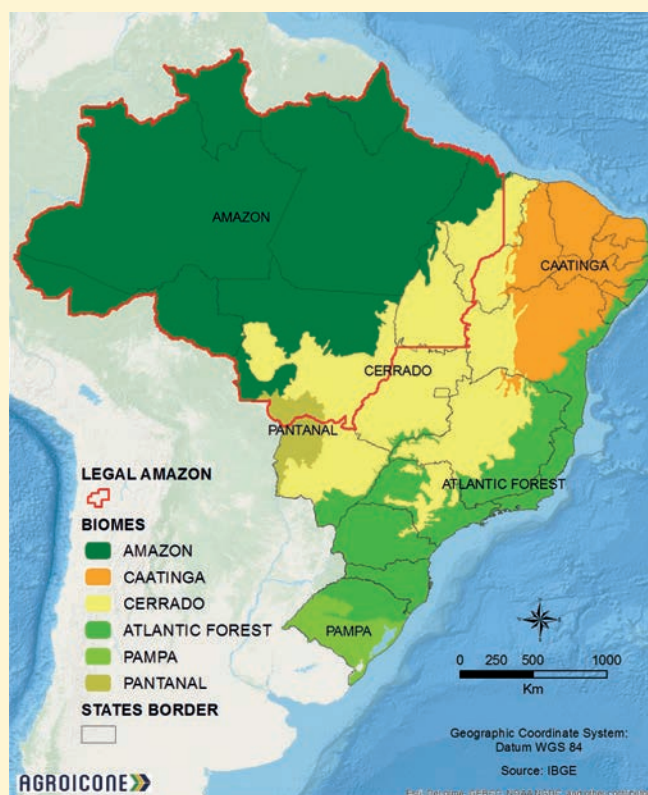 AMAZON
CAATINGA
CERRADO
PANTANAL
LEGAL AMAZON
ATLANTIC FOREST
BIOMES
AMAZON
CAATINGA
CERRADO
ATLANTIC FOREST
PAMPA
PANTANAL
STATES BORDER
PAMPA
0 250 500 1000
Km
Geographic Coordinate System:
Datum WGS 84
Source: IBGE
AGROICONE